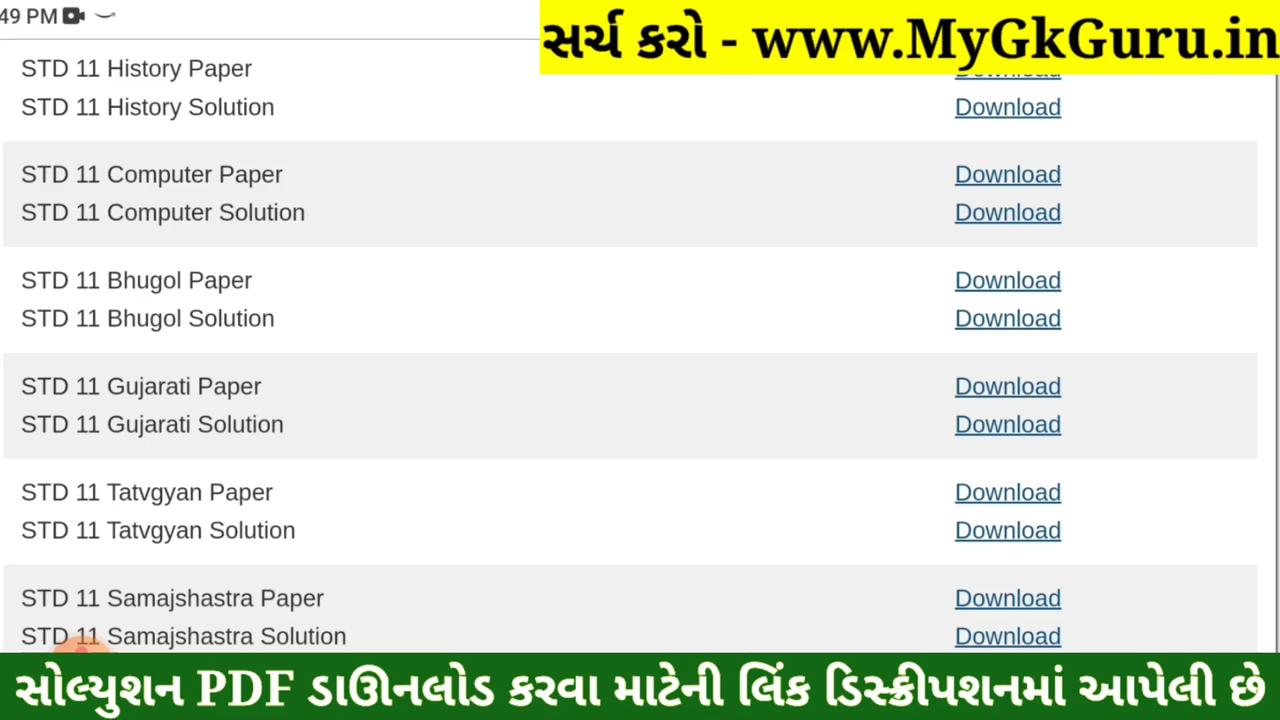 49 PM
સર્ચ કરો - www.MyGkGuru.in
STD 11 History Paper Download
STD 11 History Solution Download
STD 11 Computer Paper Download
STD 11 Computer Solution Download
STD 11 Bhugol Paper Download
STD 11 Bhugol Solution Download
STD 11 Gujarati Paper Download
STD 11 Gujarati Solution Download
STD 11 Tatvgyan Paper Download
STD 11 Tatvgyan Solution Download
STD 11 Samajshastra Paper Download
STD 11 Samajshastra Solution Download
સોલ્યુશન PDF ડાઊનલોડ કરવા માટેની લિંક ડિસ્ક્રીપશનમાં આપેલી છે